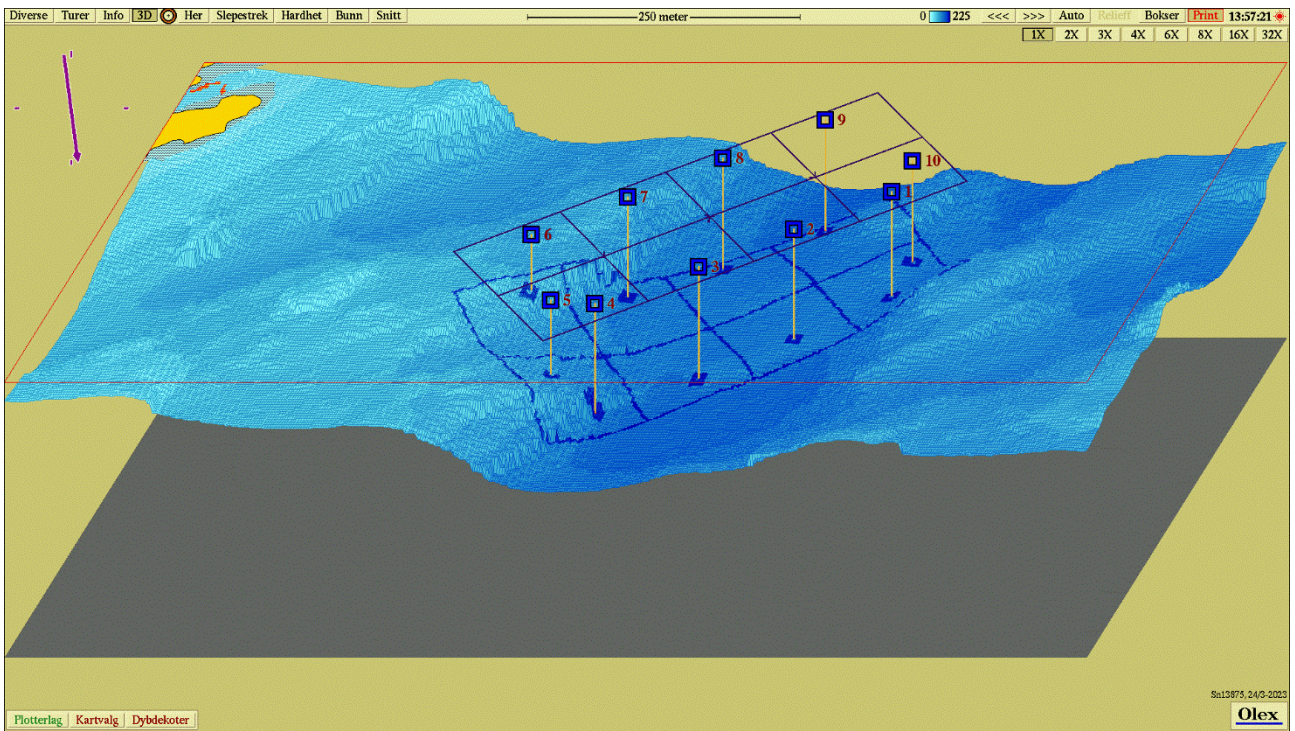 Diverse Turer Info 3D Her Slepestrek Hardhet Bunn Snitt 250 meter 0 225 <<< >>> Auto Relieff Bokser Print 13:57:21
1X 2X 3X 4X 6X 8X 16X 32X
9
8
10
7
1
6
2
3
5
4
Sn13875, 24/3-2023
Plotterlag Kartvalg Dybdekoter
Olex